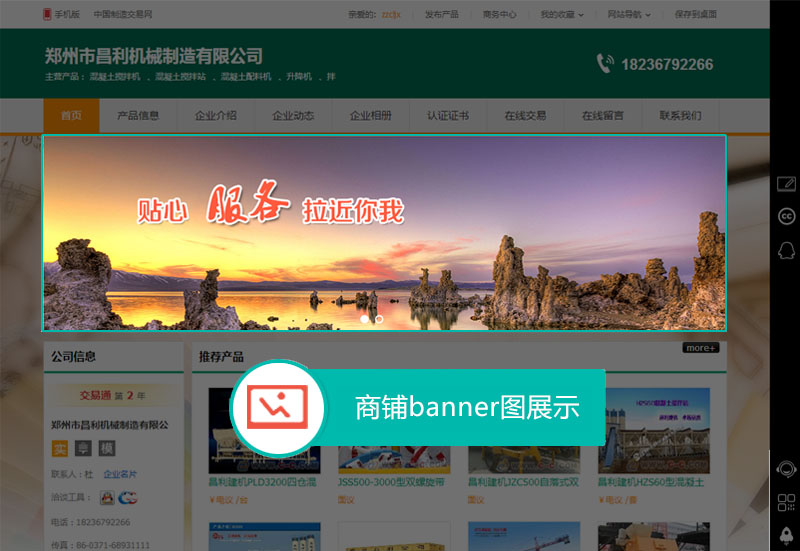 手机版 中国制造交易网 亲爱的: zzcljx 发布产品 商务中心 我的收藏 网站导航 保存到桌面
郑州市昌利机械制造有限公司
主营产品： 混凝土搅拌机 、混凝土搅拌站 、混凝土配料机 、升降机 、拌
18236792266
首页 产品信息 企业介绍 企业动态 企业相册 认证证书 在线交易 在线留言 联系我们
贴心 服务 拉近你我
公司信息 推荐产品 more+
交易通 第 2 年
商铺banner图展示
郑州市昌利机械制造有限公
实 章 模
昌利建机PLD3200四仓混 JSS500-3000型双螺旋带 昌利建机JZC500自落式双 昌利建机HZS60型混凝土
联系人：杜 企业名片
￥电议 /台 面议 面议 ￥电议 /套
洽谈工具：
电话：18236792266
传真：86-0371-68931111